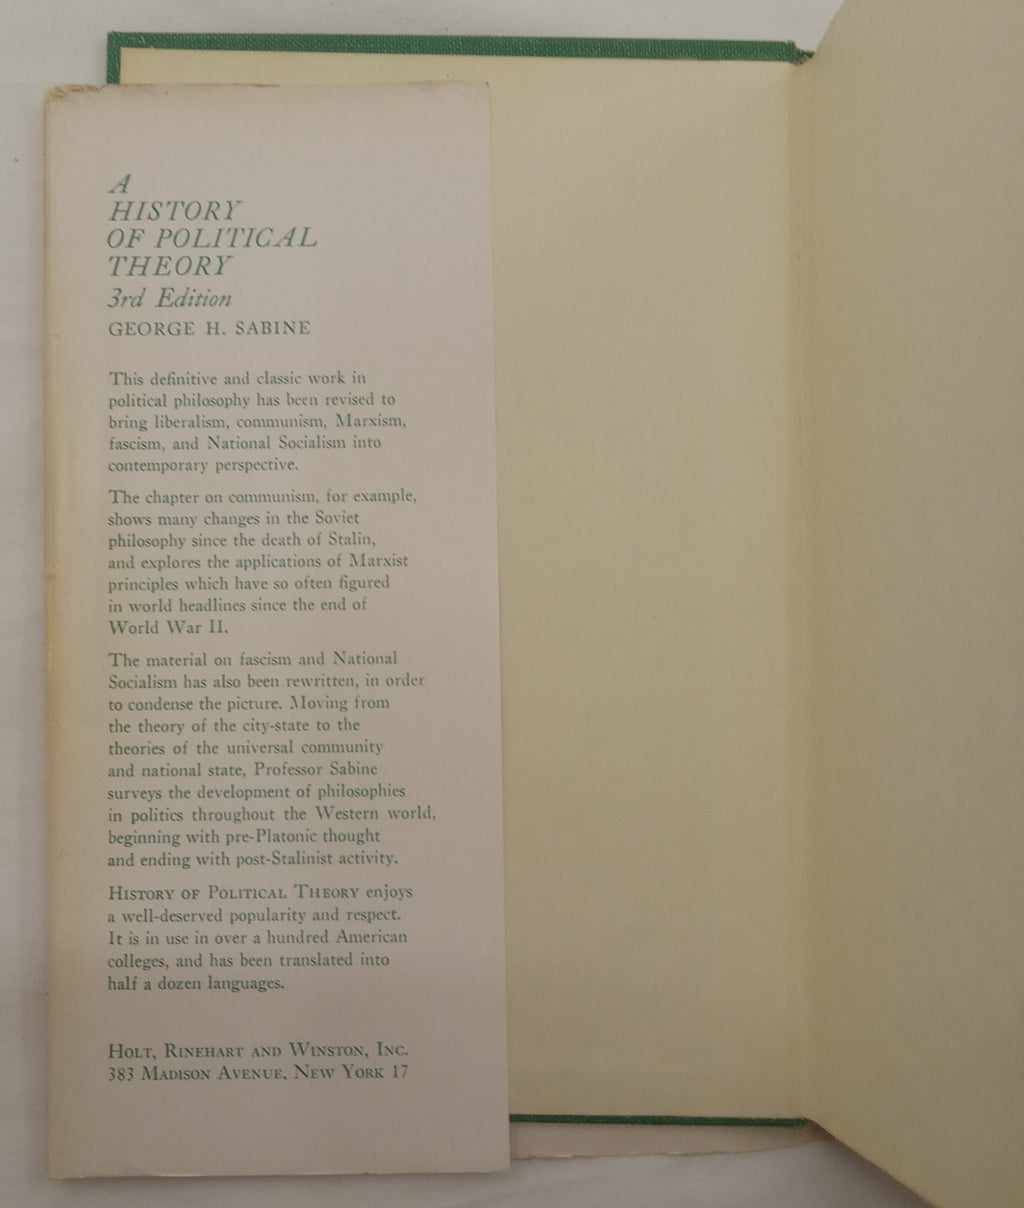 A
HISTORY
OF POLITICAL
THEORY
3rd Edition
GEORGE H. SABINE
This definitive and classic work in
political philosophy has been revised to
bring liberalism, communism, Marxism,
fascism, and National Socialism into
contemporary perspective.
The chapter on communism, for example,
shows many changes in the Soviet
philosophy since the death of Stalin,
and explores the applications of Marxist
principles which have so often figured
in world headlines since the end of
World War II.
The material on fascism and National
Socialism has also been rewritten, in order
to condense the picture. Moving from
the theory of the city-state to the
theories of the universal community
and national state, Professor Sabine
surveys the development of philosophies
in politics throughout the Western world,
beginning with pre-Platonic thought
and ending with post-Stalinist activity.
HISTORY OF POLITICAL THEORY enjoys
a well-deserved popularity and respect.
It is in use in over a hundred American
colleges, and has been translated into
half a dozen languages.
HOLT, RINEHART AND WINSTON, INC.
383 MADISON AVENUE, NEW YORK 17